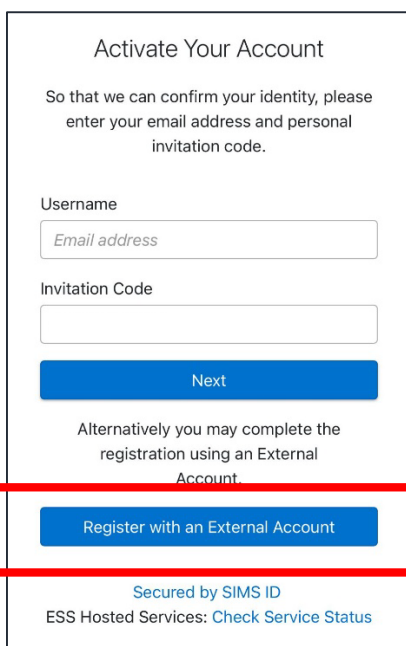 Activate Your Account
So that we can confirm your identity, please
enter your email address and personal
invitation code.
Username
Email address
Invitation Code
Next
Alternatively you may complete the
registration using an External
Account.
Register with an External Account
Secured by SIMS ID
ESS Hosted Services: Check Service Status